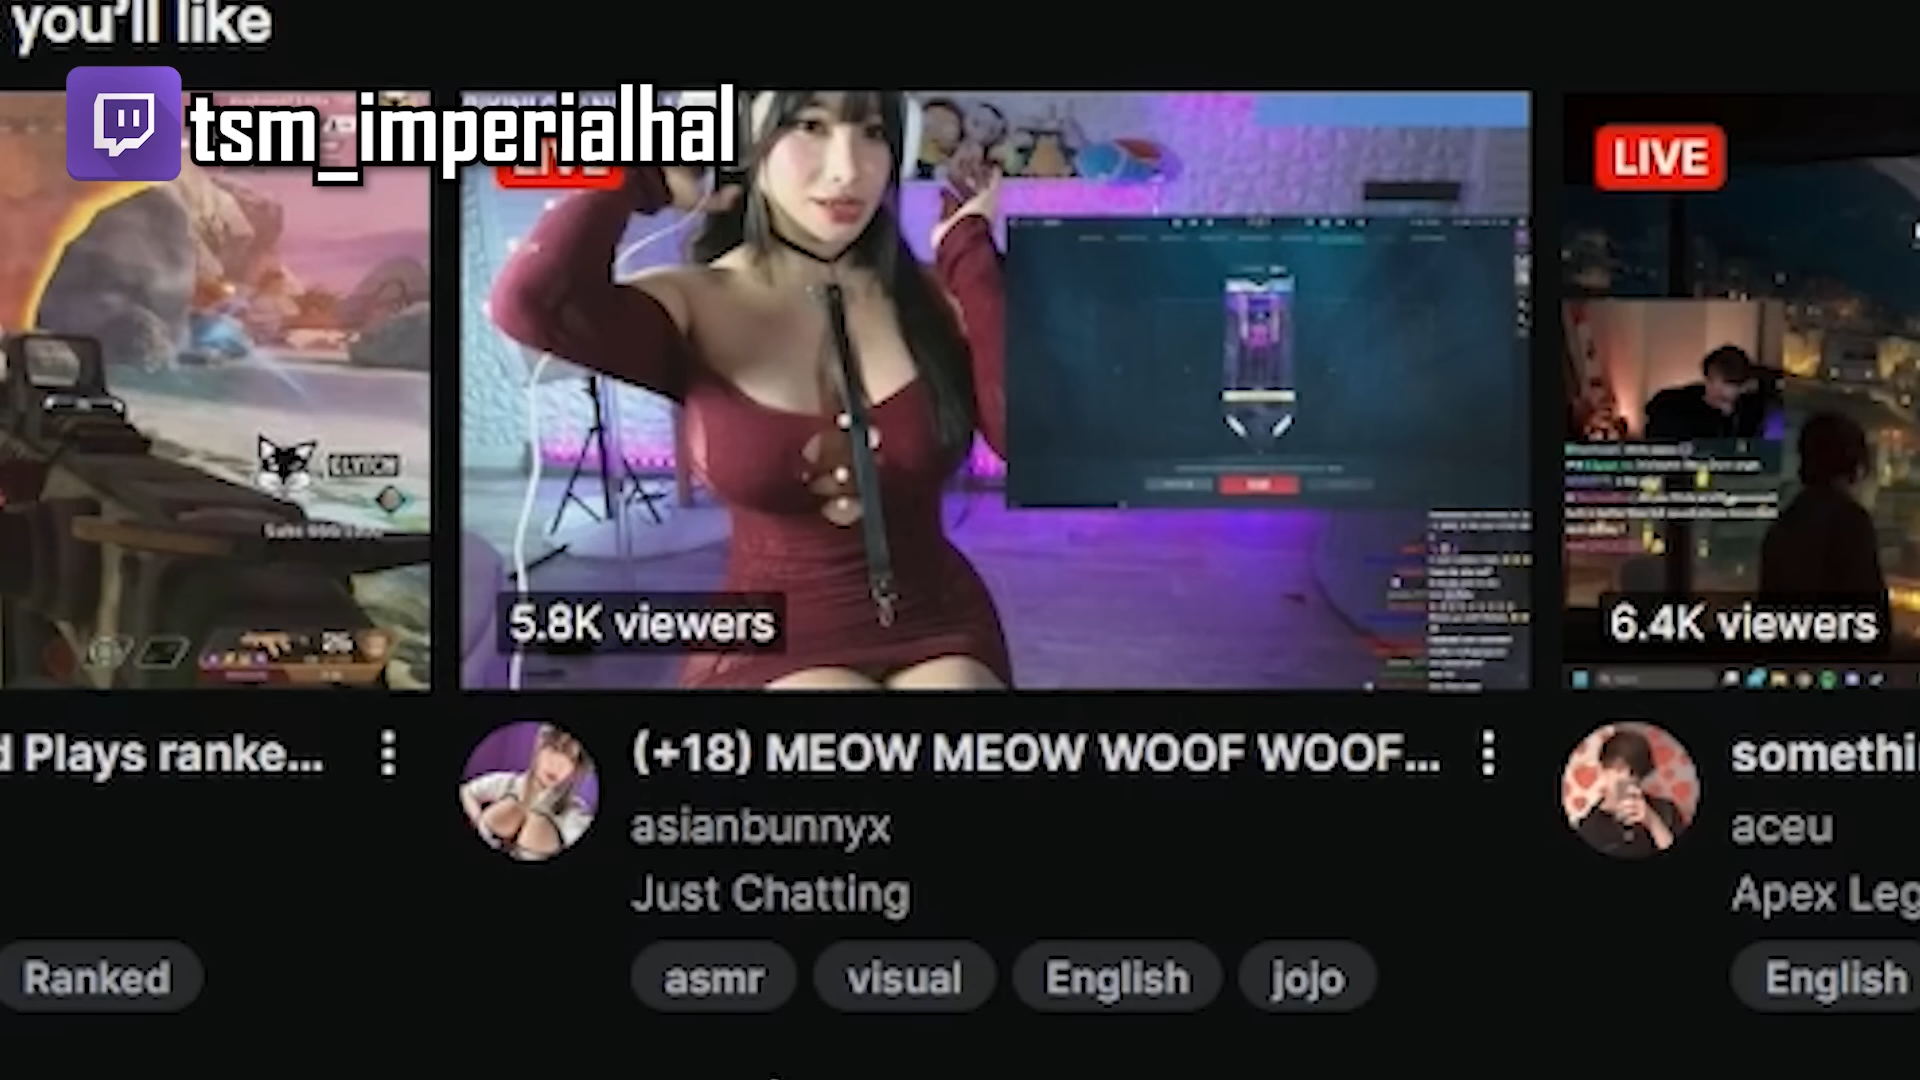 you'll like
tsm_imperialhal
LIVE
LIVE
5.8K viewers
6.4K viewers
d Plays ranke...
(+18) MEOW MEOW WOOF WOOF...
somethi
asianbunnyx
aceu
Just Chatting
Apex Leg
Ranked
asmr
visual
English
jojo
English